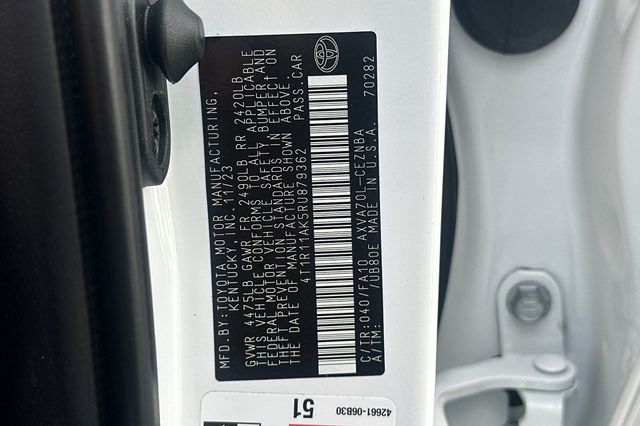 MFD.BY:TOYOTA MOTOR MANUFACTURING,
KENTUCKY, INC. 11/23
GVWR 4475LB GAWR FR 2490LB RR 2420LB
THIS VEHICLE CONFORMS TO ALL APPLICABLE
FEDERAL MOTOR VEHICLE SAFETY, BUMPER, AND
THEFT PREVENTION STANDARDS IN EFFECT ON
THE DATE OF MANUFACTURE SHOWN ABOVE.
4T1R11AK5RU879362 PASS.CAR
C/TR:040/FA10 AXVA70L-CEZNBA
A/TM: /UB80E MADE IN U.S.A. 70282
42661-06B30
51